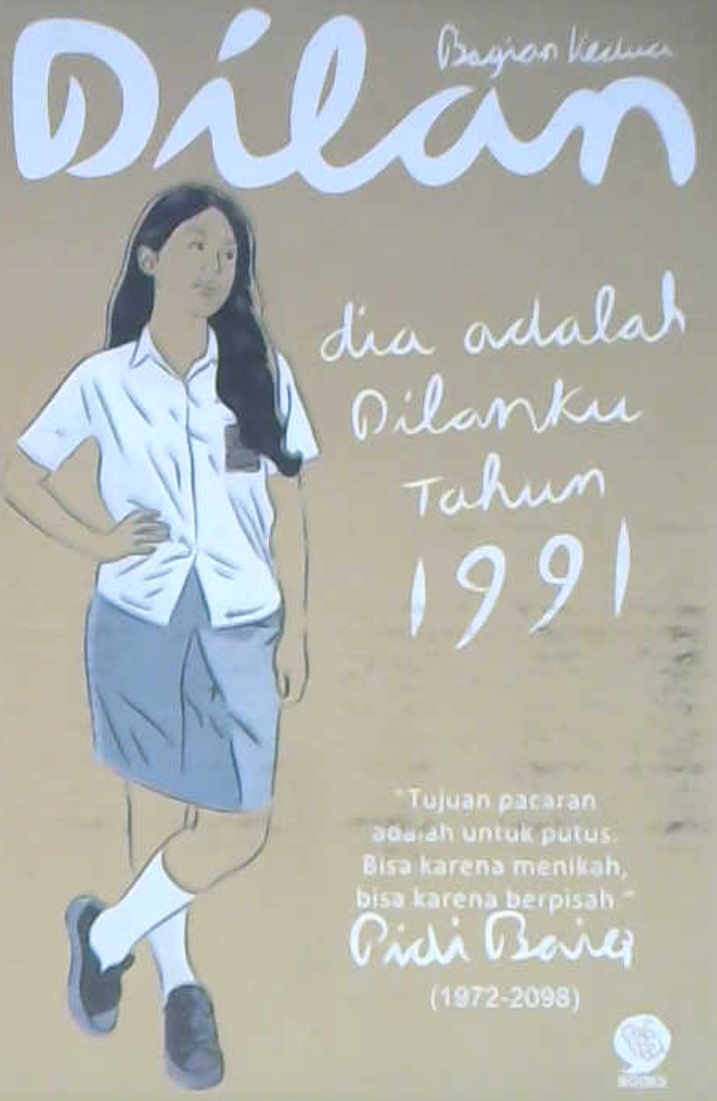 Bagian Kedua
Dilan
dia adalah
Dilanku
Tahun
1991
"Tujuan pacaran
adalah untuk putus.
Bisa karena menikah,
bisa karena berpisah."
Pidi Baiq
(1972-2098)
BOOKS